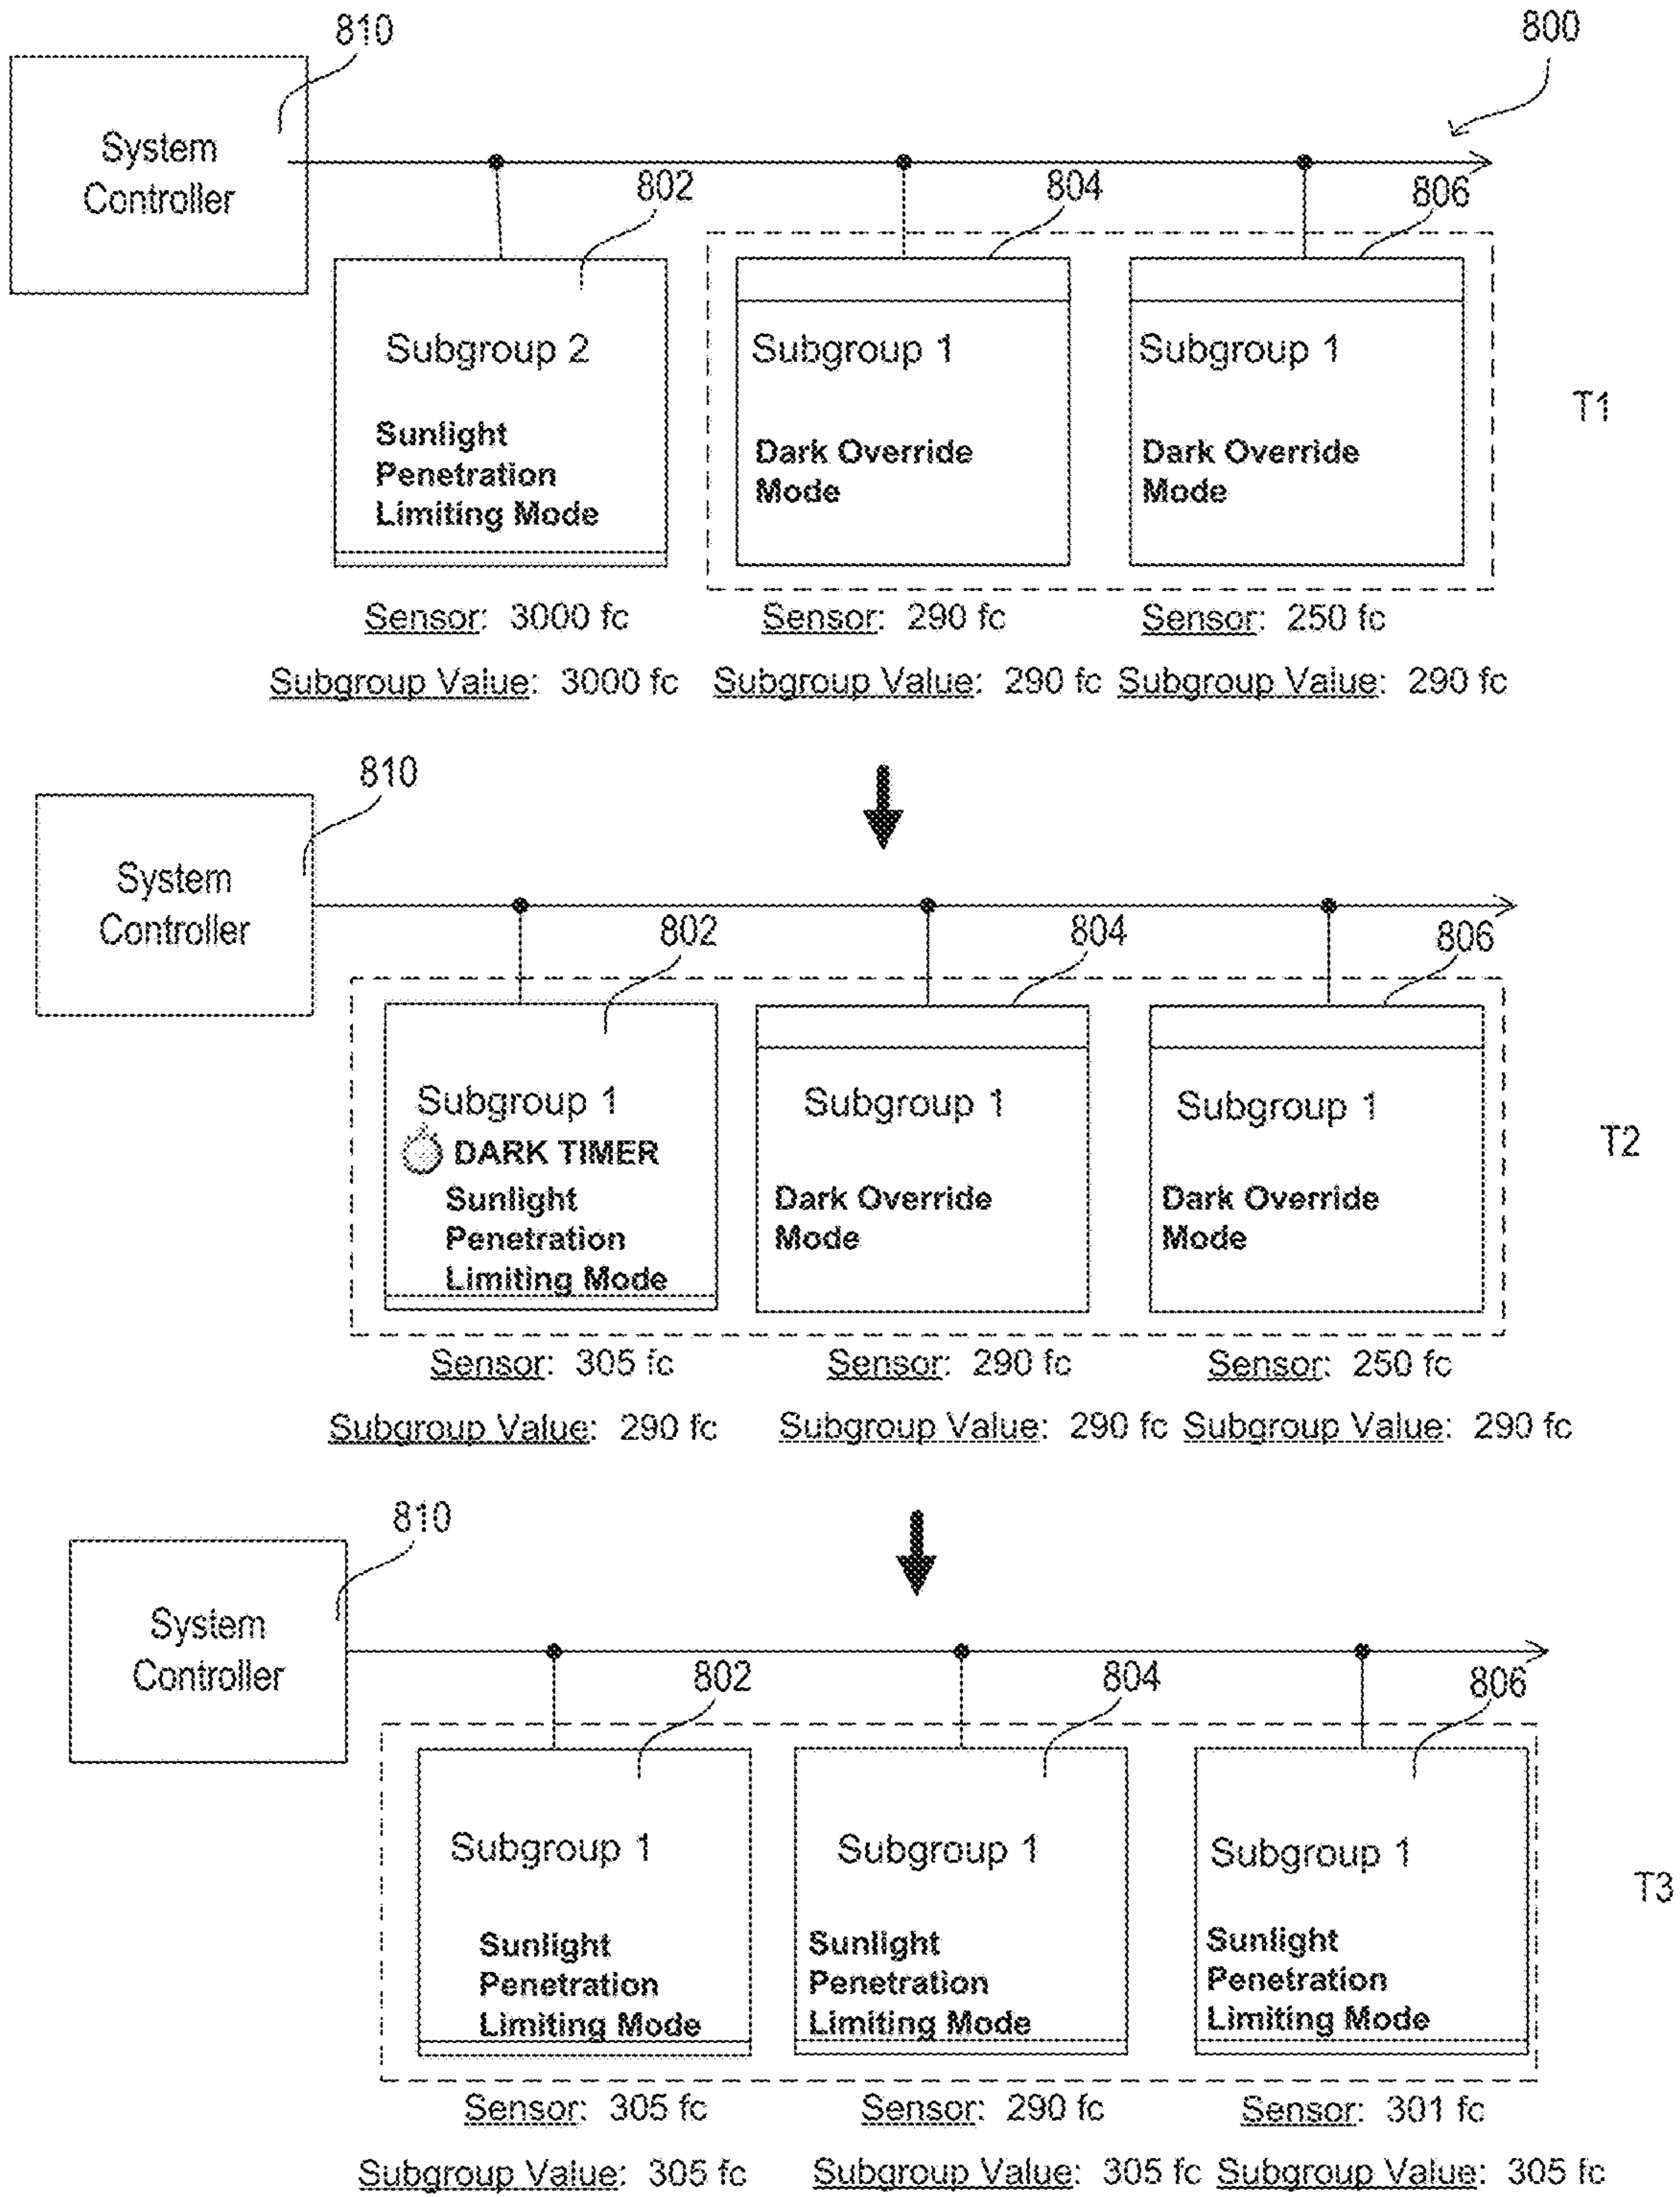 810
800
System
Controller
802
804
806
Subgroup 2
Sunlight
Penetration
Limiting Mode
Subgroup 1
Dark Override
Mode
Subgroup 1
Dark Override
Mode
T1
Sensor: 3000 fc
Sensor: 290 fc
Sensor: 250 fc
Subgroup Value: 3000 fc
Subgroup Value: 290 fc
Subgroup Value: 290 fc
810
System
Controller
802
804
806
Subgroup 1
DARK TIMER
Sunlight
Penetration
Limiting Mode
Subgroup 1
Dark Override
Mode
Subgroup 1
Dark Override
Mode
T2
Sensor: 305 fc
Sensor: 290 fc
Sensor: 250 fc
Subgroup Value: 290 fc
Subgroup Value: 290 fc
Subgroup Value: 290 fc
810
System
Controller
802
804
806
Subgroup 1
Sunlight
Penetration
Limiting Mode
Subgroup 1
Sunlight
Penetration
Limiting Mode
Subgroup 1
Sunlight
Penetration
Limiting Mode
T3
Sensor: 305 fc
Sensor: 290 fc
Sensor: 301 fc
Subgroup Value: 305 fc
Subgroup Value: 305 fc
Subgroup Value: 305 fc